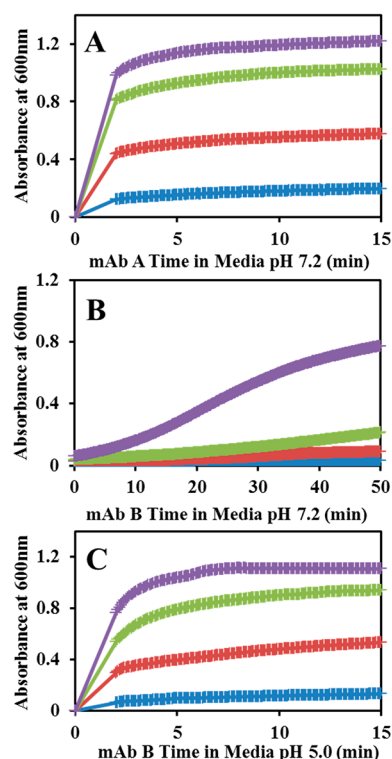 A
Absorbance at 600nm
1.2
0.8
0.4
0
0 5 10 15
mAb A Time in Media pH 7.2 (min)
B
Absorbance at 600nm
1.2
0.8
0.4
0
0 10 20 30 40 50
mAb B Time in Media pH 7.2 (min)
C
Absorbance at 600nm
1.2
0.8
0.4
0
0 5 10 15
mAb B Time in Media pH 5.0 (min)